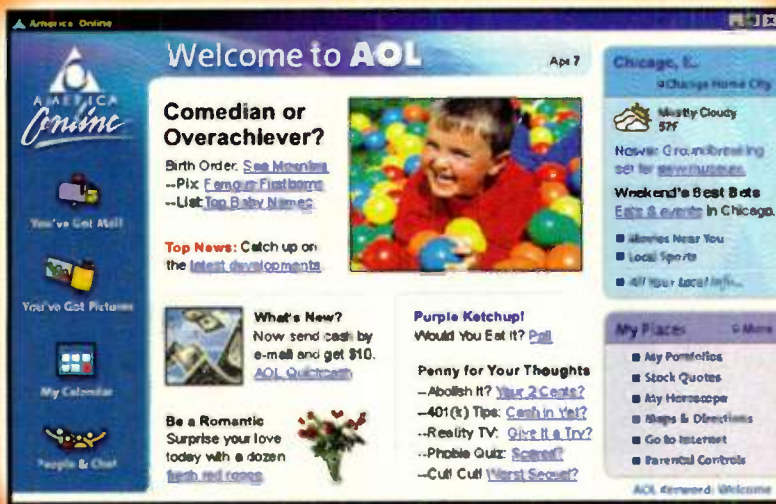 America Online
Welcome to AOL
Apr 7
AMERICA
Online
You've Got Mail
You've Got Pictures
My Calendar
People & Chat
Comedian or
Overachiever?
Birth Order: See Meaning
--Pix: Famous Firstborns
--List: Top Baby Names
Top News: Catch up on
the latest developments
What's New?
Now send cash by
e-mail and get $10.
AOL Quickcash
Be a Romantic
Surprise your love
today with a dozen
fresh red roses
Purple Ketchup!
Would You Eat It? Poll
Penny for Your Thoughts
--Abolish It? Your 2 Cents?
--401(k) Tips: Cash in Yet?
--Reality TV: Give It a Try?
--Phobia Quiz: Scared?
--Cut! Cut! Worst Sequel?
Chicago, IL
Change Home City
Mostly Cloudy
57F
News: Groundbreaking
set for new museum.
Weekend's Best Bets
Eats & events in Chicago.
Movies Near You
Local Sports
All Your Local Info...
My Places
More
My Portfolios
Stock Quotes
My Horoscope
Maps & Directions
Go to Internet
Parental Controls
AOL Keyword: Welcome